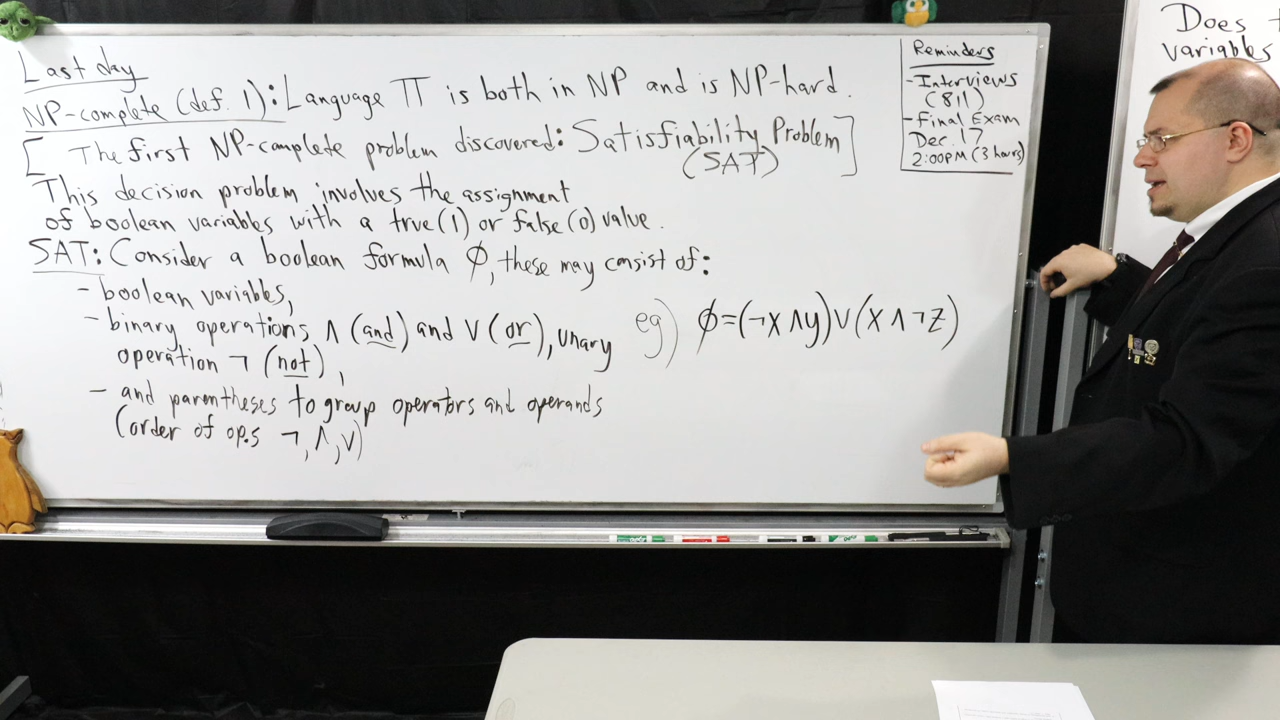 Last day
NP-complete (def. 1): Language Π is both in NP and is NP-hard.
[ The first NP-complete problem discovered: Satisfiability Problem ]
(SAT)
This decision problem involves the assignment
of boolean variables with a true(1) or false(0) value.
SAT: Consider a boolean formula ϕ, these may consist of:
- boolean variables,
- binary operations ∧ (and) and ∨ (or), unary
operation ¬ (not),
- and parentheses to group operators and operands
(order of op.s ¬, ∧, ∨)
eg) ϕ=(¬x∧y)∨(x∧¬z)
Reminders
- Interviews
(811)
- Final Exam
Dec. 17
2:00PM (3 hours)
Does
variables